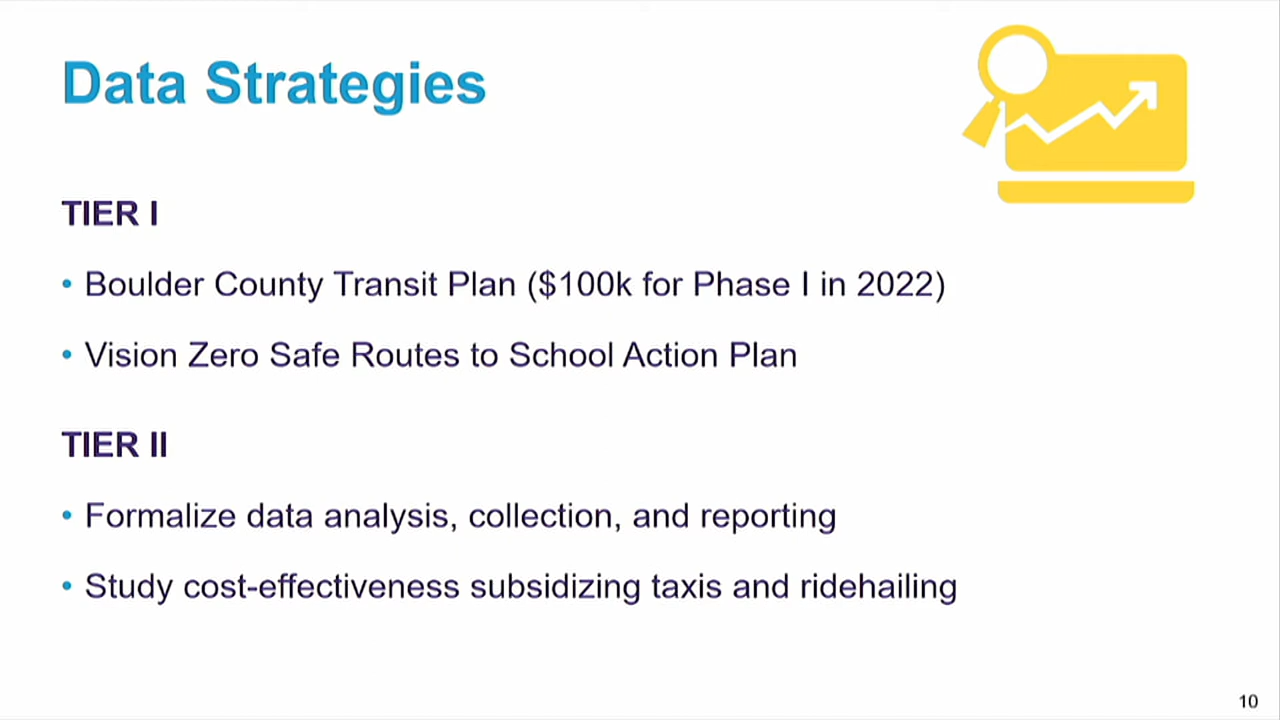 Data Strategies
TIER I
• Boulder County Transit Plan ($100k for Phase I in 2022)
• Vision Zero Safe Routes to School Action Plan
TIER II
• Formalize data analysis, collection, and reporting
• Study cost-effectiveness subsidizing taxis and ridehailing
10